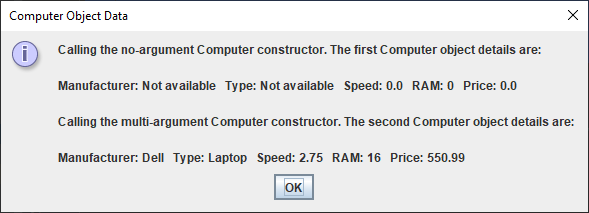 Computer Object Data
Calling the no-argument Computer constructor. The first Computer object details are:
Manufacturer: Not available Type: Not available Speed: 0.0 RAM: 0 Price: 0.0
Calling the multi-argument Computer constructor. The second Computer object details are:
Manufacturer: Dell Type: Laptop Speed: 2.75 RAM: 16 Price: 550.99
OK